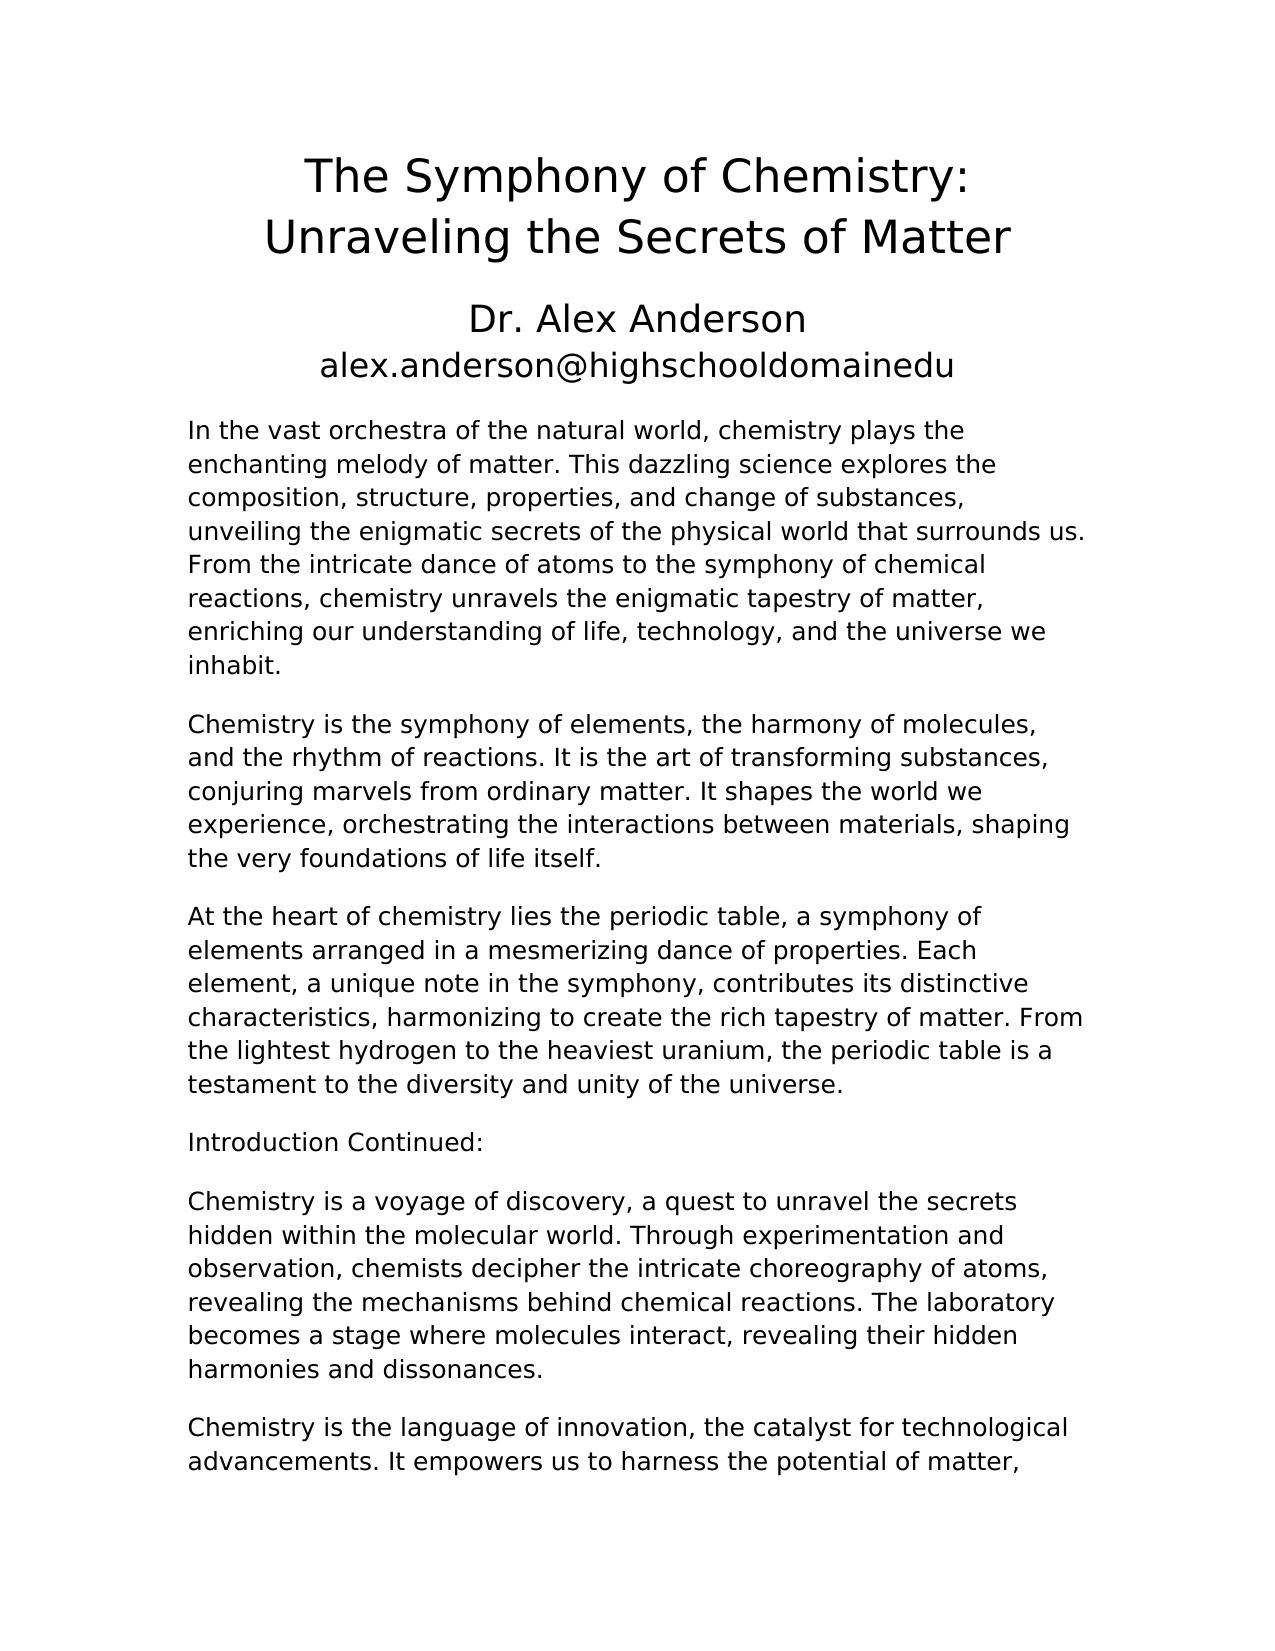 The Symphony of Chemistry:
Unraveling the Secrets of Matter
Dr. Alex Anderson
alex.anderson@highschooldomainedu
In the vast orchestra of the natural world, chemistry plays the
enchanting melody of matter. This dazzling science explores the
composition, structure, properties, and change of substances,
unveiling the enigmatic secrets of the physical world that surrounds us.
From the intricate dance of atoms to the symphony of chemical
reactions, chemistry unravels the enigmatic tapestry of matter,
enriching our understanding of life, technology, and the universe we
inhabit.
Chemistry is the symphony of elements, the harmony of molecules,
and the rhythm of reactions. It is the art of transforming substances,
conjuring marvels from ordinary matter. It shapes the world we
experience, orchestrating the interactions between materials, shaping
the very foundations of life itself.
At the heart of chemistry lies the periodic table, a symphony of
elements arranged in a mesmerizing dance of properties. Each
element, a unique note in the symphony, contributes its distinctive
characteristics, harmonizing to create the rich tapestry of matter. From
the lightest hydrogen to the heaviest uranium, the periodic table is a
testament to the diversity and unity of the universe.
Introduction Continued:
Chemistry is a voyage of discovery, a quest to unravel the secrets
hidden within the molecular world. Through experimentation and
observation, chemists decipher the intricate choreography of atoms,
revealing the mechanisms behind chemical reactions. The laboratory
becomes a stage where molecules interact, revealing their hidden
harmonies and dissonances.
Chemistry is the language of innovation, the catalyst for technological
advancements. It empowers us to harness the potential of matter,